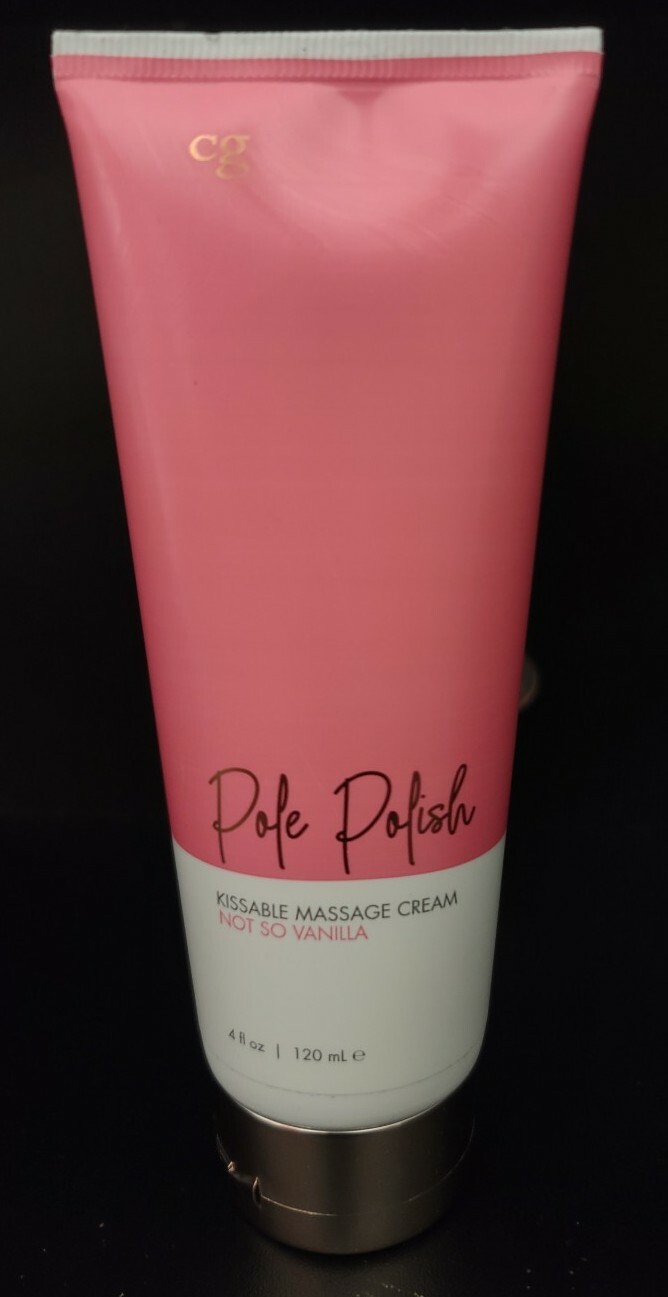 cg
Pole Polish
KISSABLE MASSAGE CREAM
NOT SO VANILLA
4 fl oz | 120 mL ℮